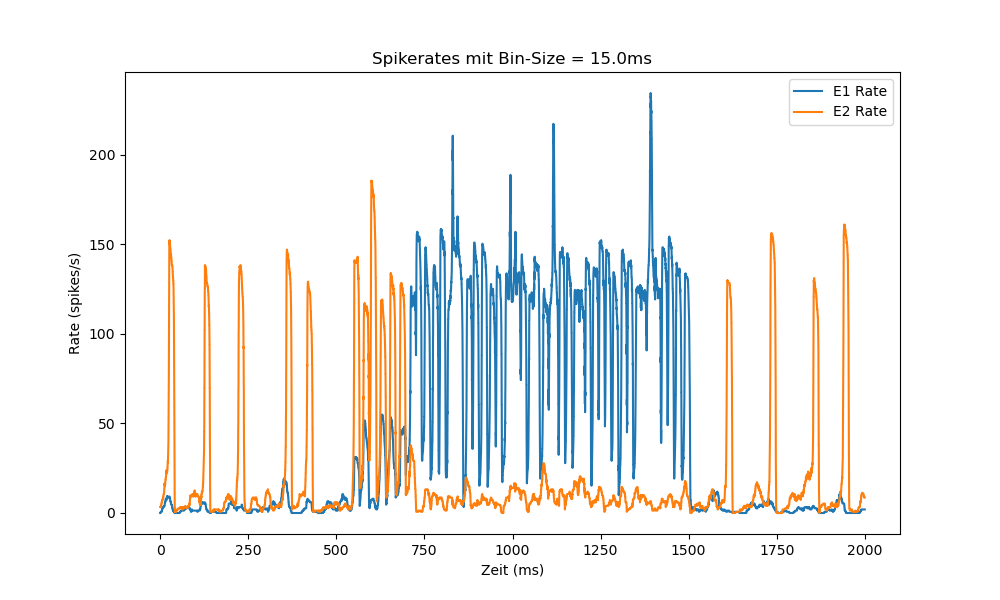 Spikerates mit Bin-Size = 15.0ms
E1 Rate
E2 Rate
Rate (spikes/s)
200
150
100
50
0
0 250 500 750 1000 1250 1500 1750 2000
Zeit (ms)